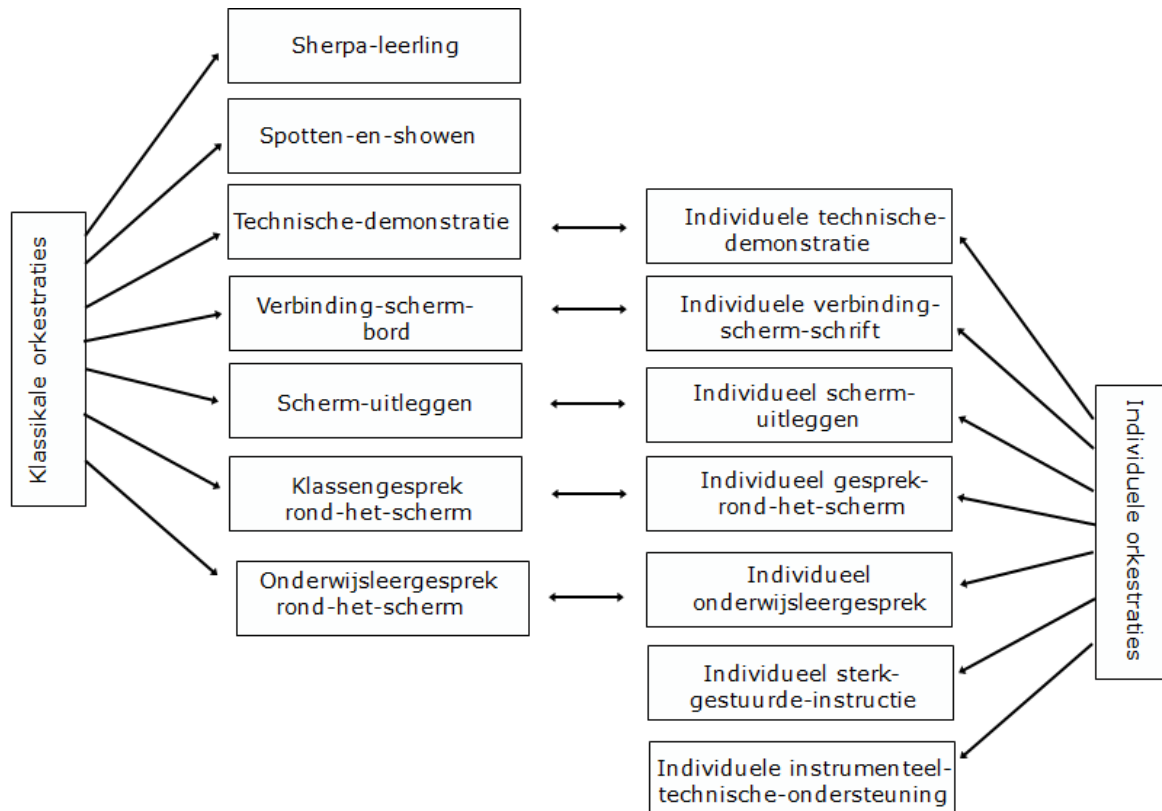 Klassikale orkestraties
Sherpa-leerling
Spotten-en-showen
Technische-demonstratie
Verbinding-scherm-
bord
Scherm-uitleggen
Klassengesprek
rond-het-scherm
Onderwijsleergesprek
rond-het-scherm
Individuele technische-
demonstratie
Individuele verbinding-
scherm-schrift
Individueel scherm-
uitleggen
Individueel gesprek-
rond-het-scherm
Individueel
onderwijsleergesprek
Individueel sterk-
gestuurde-instructie
Individuele instrumenteel-
technische-ondersteuning
Individuele orkestraties